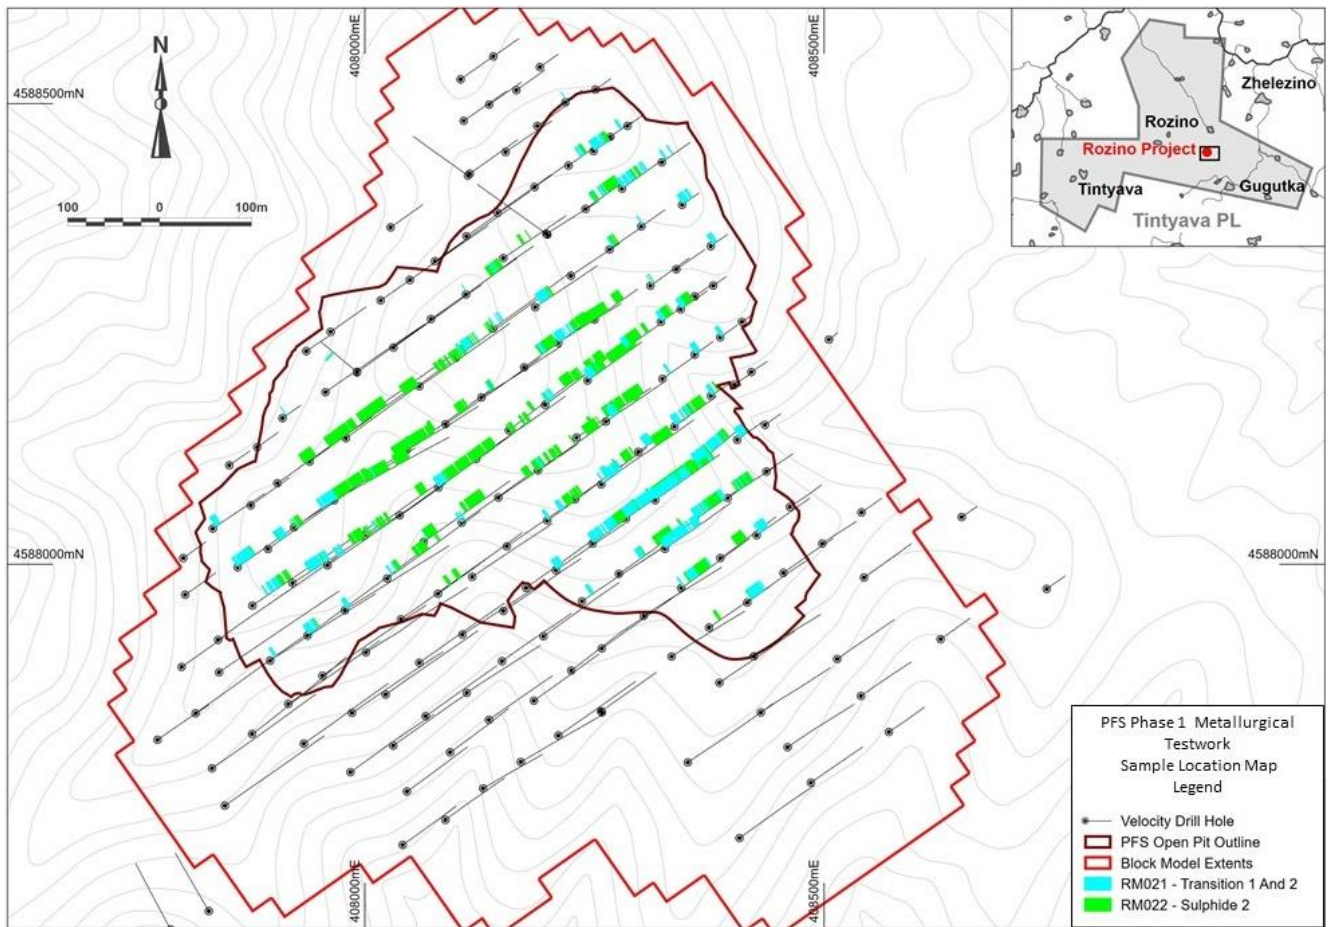 408000mE
408500mE
4588500mN
N
100 0 100m
Zhelezino
Rozino
Rozino Project
Tintyava
Gugutka
Tintyava PL
4588000mN
4588000mN
PFS Phase 1 Metallurgical
Testwork
Sample Location Map
Legend
Velocity Drill Hole
PFS Open Pit Outline
Block Model Extents
RM021 - Transition 1 And 2
RM022 - Sulphide 2
408000mE
408500mE